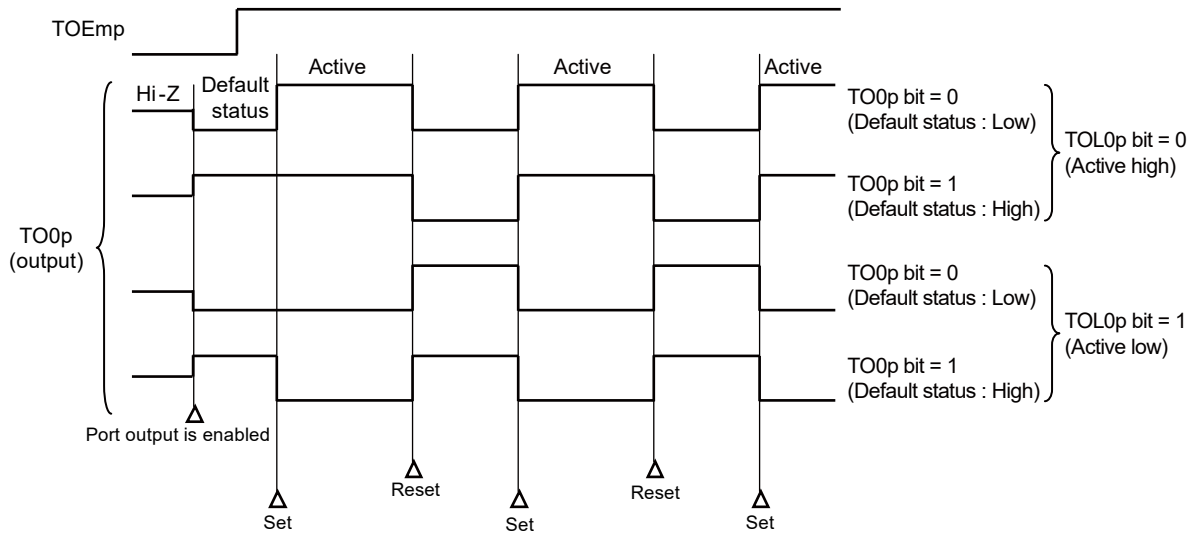 TOEmp
Active
Active
Active
Hi-Z
Default
status
TO0p bit = 0
(Default status : Low)
TOL0p bit = 0
(Active high)
TO0p bit = 1
(Default status : High)
TO0p
(output)
TO0p bit = 0
(Default status : Low)
TOL0p bit = 1
(Active low)
TO0p bit = 1
(Default status : High)
Port output is enabled
Reset
Reset
Set
Set
Set